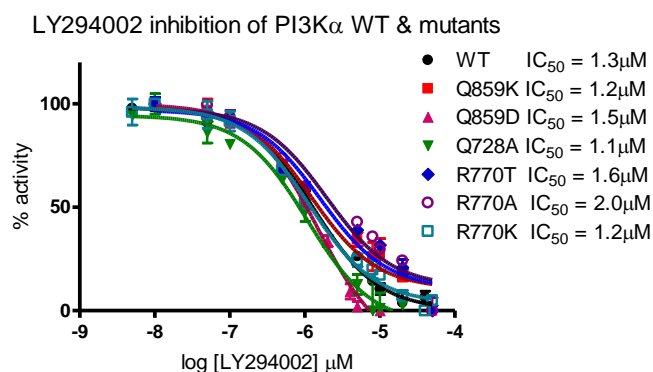 LY294002 inhibition of PI3Kα WT & mutants
WT IC50 = 1.3μM
Q859K IC50 = 1.2μM
Q859D IC50 = 1.5μM
Q728A IC50 = 1.1μM
R770T IC50 = 1.6μM
R770A IC50 = 2.0μM
R770K IC50 = 1.2μM
% activity
100
50
0
-9 -8 -7 -6 -5 -4
log [LY294002] μM